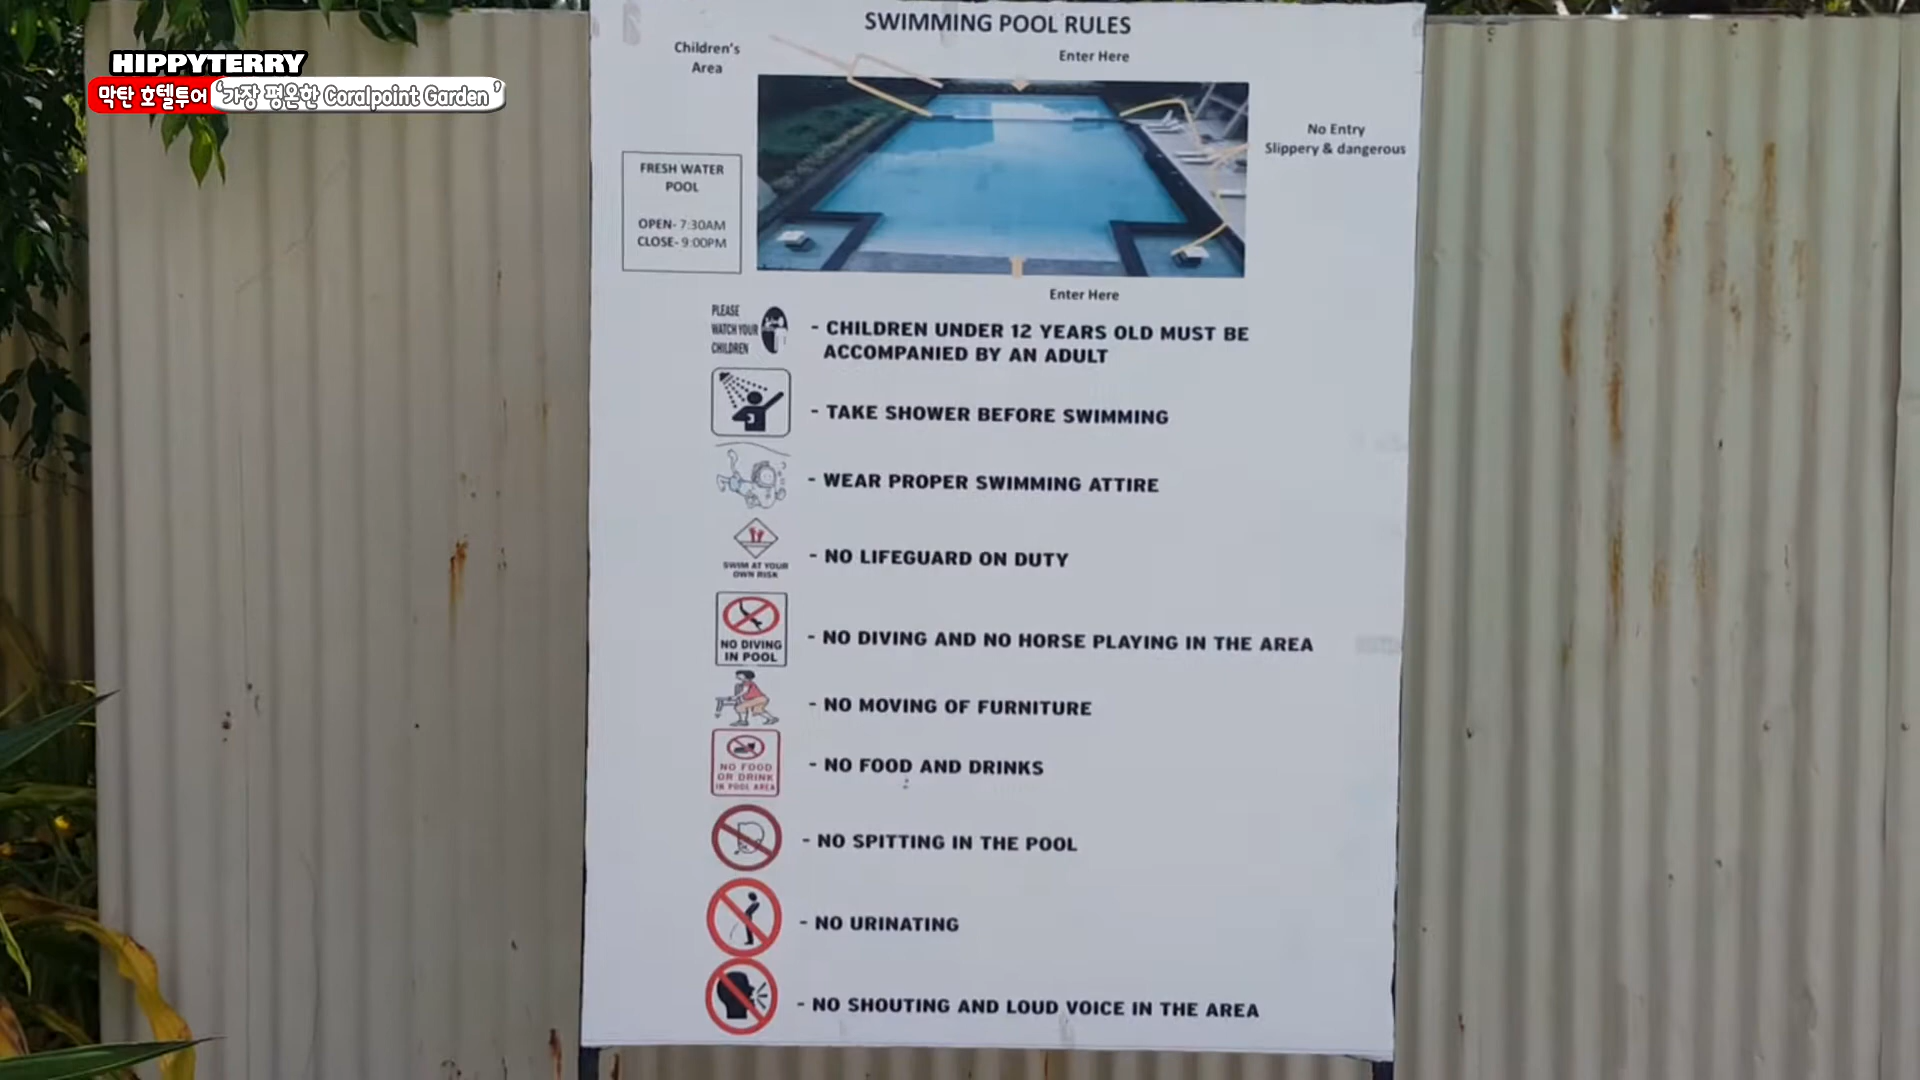 HIPPYTERRY
막탄 호텔투어 '가장 평온한 Coralpoint Garden'
SWIMMING POOL RULES
Children's
Area
Enter Here
No Entry
Slippery & dangerous
FRESH WATER
POOL
OPEN- 7:30AM
CLOSE- 9:00PM
Enter Here
PLEASE
WATCH YOUR
CHILDREN
- CHILDREN UNDER 12 YEARS OLD MUST BE
ACCOMPANIED BY AN ADULT
- TAKE SHOWER BEFORE SWIMMING
- WEAR PROPER SWIMMING ATTIRE
SWIM AT YOUR
OWN RISK
- NO LIFEGUARD ON DUTY
NO DIVING
IN POOL
- NO DIVING AND NO HORSE PLAYING IN THE AREA
- NO MOVING OF FURNITURE
NO FOOD
OR DRINK
IN POOL AREA
- NO FOOD AND DRINKS
- NO SPITTING IN THE POOL
- NO URINATING
- NO SHOUTING AND LOUD VOICE IN THE AREA